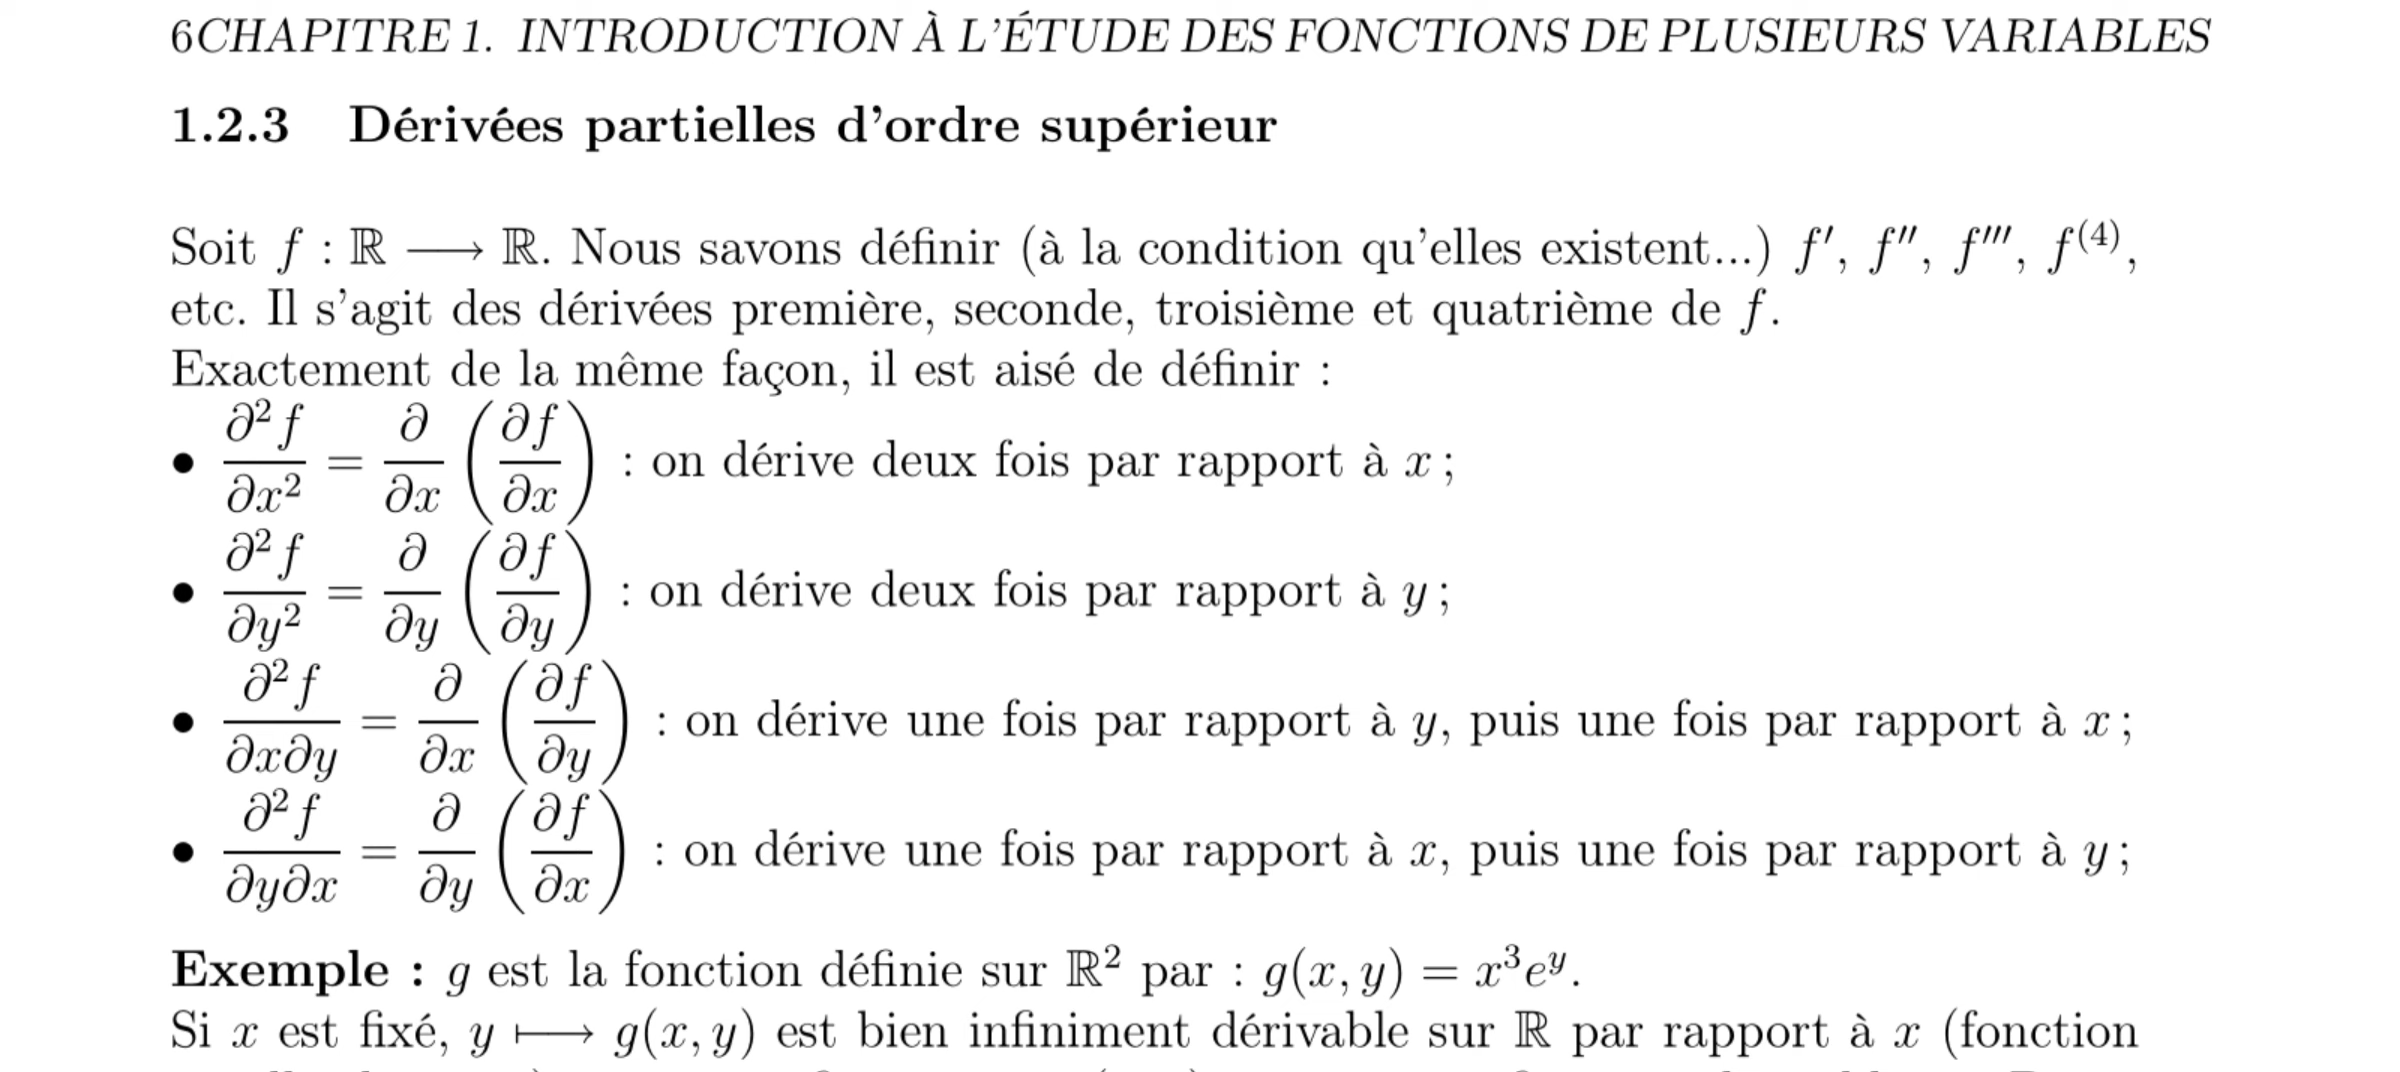 6CHAPITRE 1. INTRODUCTION À L'ÉTUDE DES FONCTIONS DE PLUSIEURS VARIABLES
1.2.3 Dérivées partielles d'ordre supérieur
Soit f : ℝ ⟶ ℝ. Nous savons définir (à la condition qu'elles existent...) f′, f″, f‴, f⁽⁴⁾,
etc. Il s'agit des dérivées première, seconde, troisième et quatrième de f.
Exactement de la même façon, il est aisé de définir :
• ∂²f/∂x² = ∂/∂x (∂f/∂x) : on dérive deux fois par rapport à x ;
• ∂²f/∂y² = ∂/∂y (∂f/∂y) : on dérive deux fois par rapport à y ;
• ∂²f/∂x∂y = ∂/∂x (∂f/∂y) : on dérive une fois par rapport à y, puis une fois par rapport à x ;
• ∂²f/∂y∂x = ∂/∂y (∂f/∂x) : on dérive une fois par rapport à x, puis une fois par rapport à y ;
Exemple : g est la fonction définie sur ℝ² par : g(x, y) = x³eʸ.
Si x est fixé, y ⟼ g(x, y) est bien infiniment dérivable sur ℝ par rapport à x (fonction